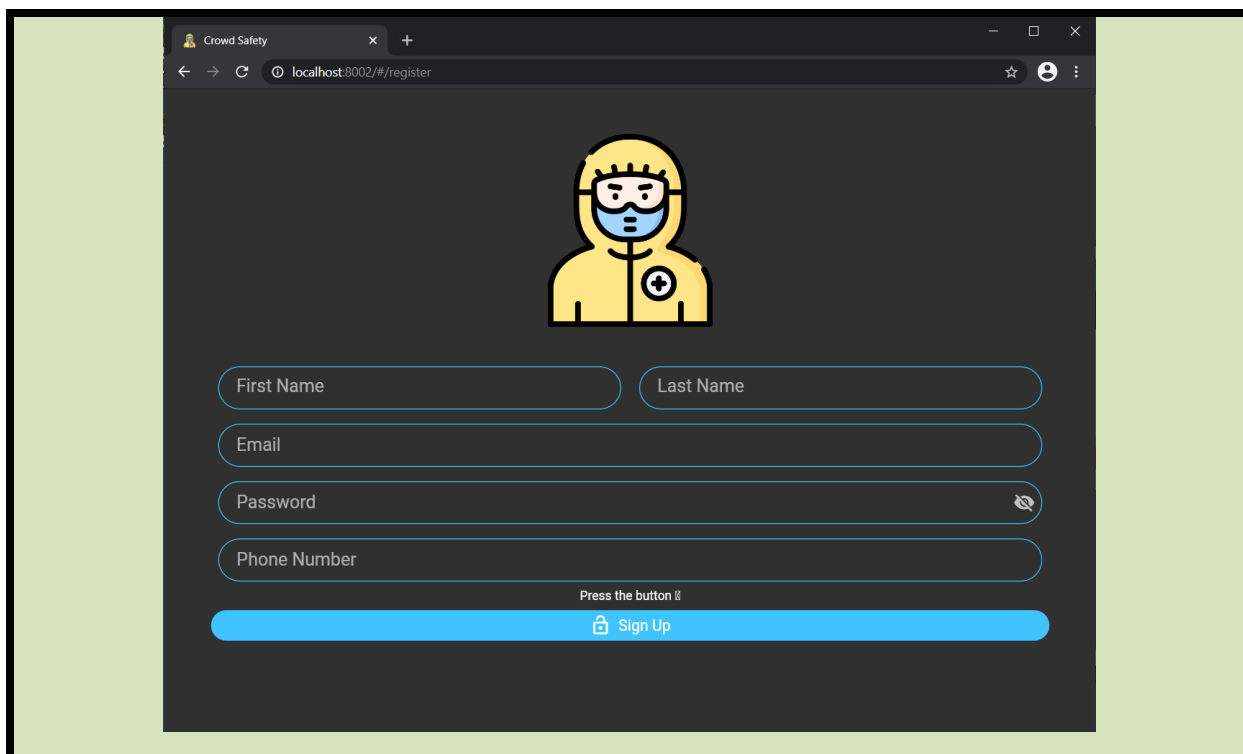 Crowd Safety
localhost:8002/#/register
First Name
Last Name
Email
Password
Phone Number
Press the button
Sign Up